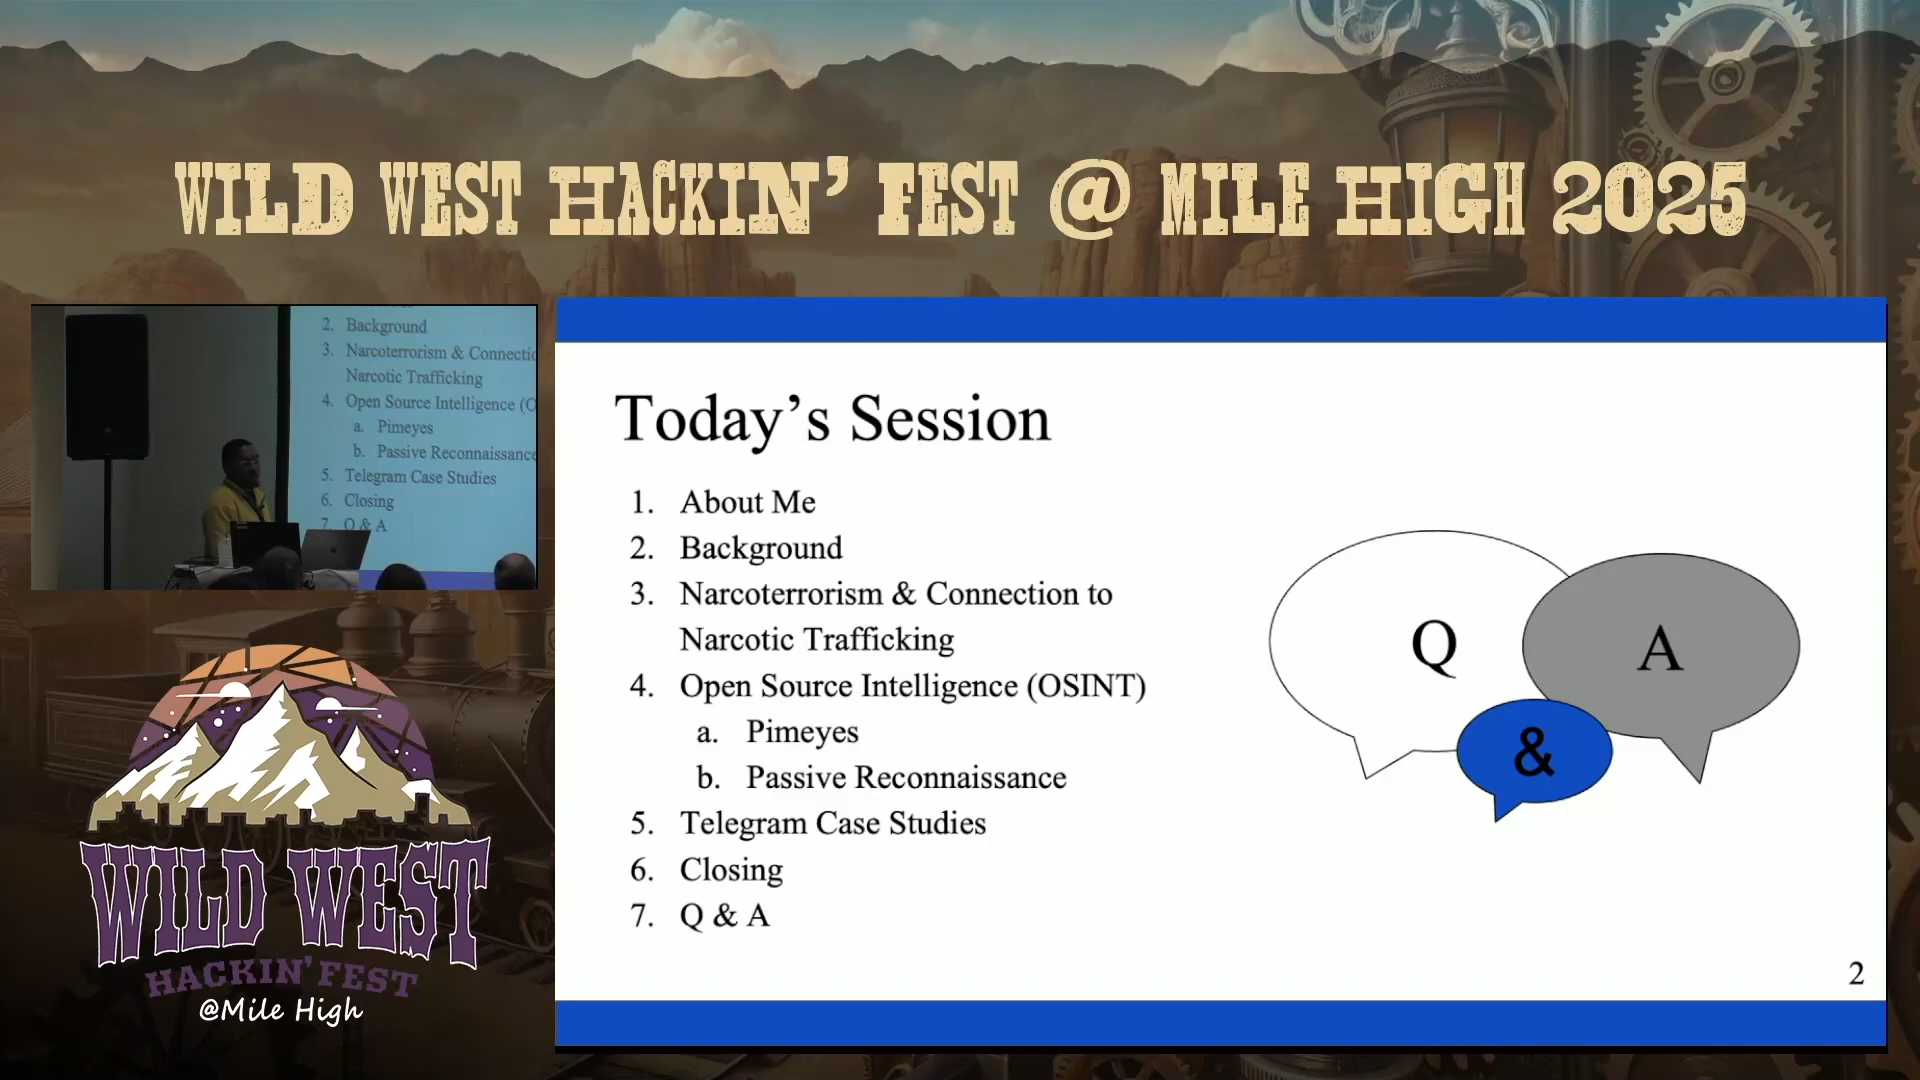 WILD WEST HACKIN' FEST @ MILE HIGH 2025
2. Background
3. Narcoterrorism & Connectio
Narcotic Trafficking
4. Open Source Intelligence (O
a. Pimeyes
b. Passive Reconnaissance
5. Telegram Case Studies
6. Closing
7. Q & A
Today's Session
1. About Me
2. Background
3. Narcoterrorism & Connection to
Narcotic Trafficking
4. Open Source Intelligence (OSINT)
a. Pimeyes
b. Passive Reconnaissance
5. Telegram Case Studies
6. Closing
7. Q & A
Q
&
A
2
WILD WEST
HACKIN' FEST
@Mile High